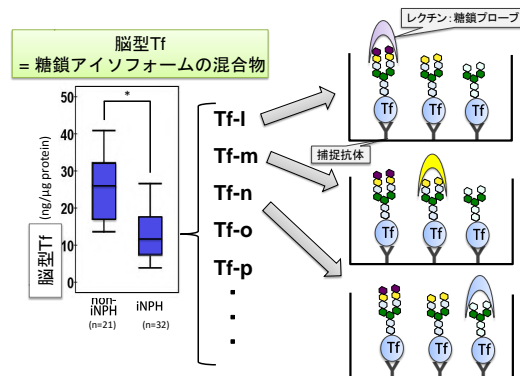 脳型Tf
= 糖鎖アイソフォームの混合物
レクチン：糖鎖プローブ
50
40
30
20
10
0
(ng/μg protein)
脳型Tf
*
non-
iNPH
(n=21)
iNPH
(n=32)
Tf-l
Tf-m
Tf-n
Tf-o
Tf-p
・
・
・
捕捉抗体
Tf
Tf
Tf
Tf
Tf
Tf
Tf
Tf
Tf